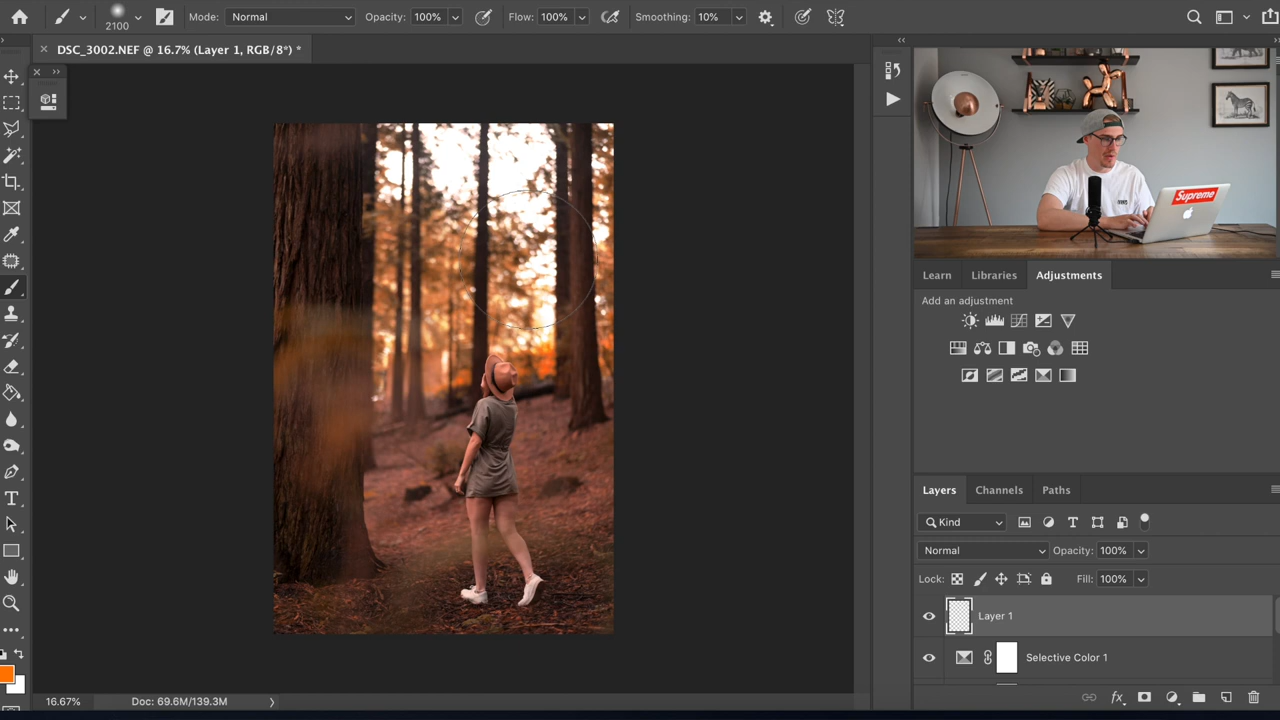 2100
Mode: Normal
Opacity: 100%
Flow: 100%
Smoothing: 10%
DSC_3002.NEF @ 16.7% (Layer 1, RGB/8*) *
Supreme
Learn
Libraries
Adjustments
Add an adjustment
Layers
Channels
Paths
Kind
Normal
Opacity: 100%
Lock:
Fill: 100%
Layer 1
Selective Color 1
fx
16.67%
Doc: 69.6M/139.3M